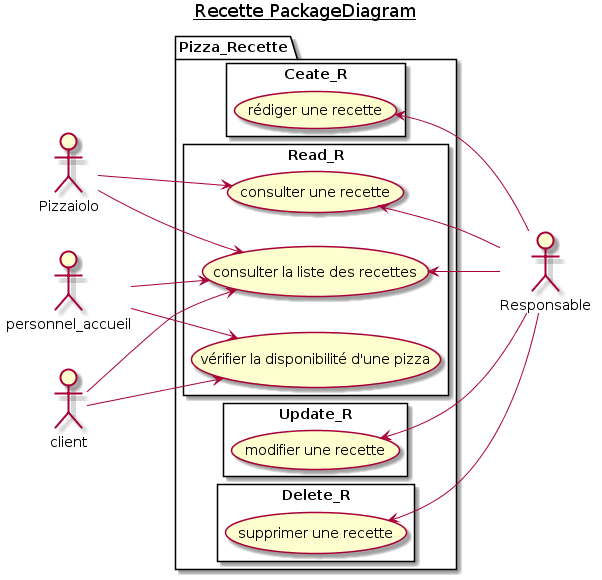 Recette PackageDiagram
Pizza_Recette
Ceate_R
rédiger une recette
Read_R
consulter une recette
Pizzaiolo
consulter la liste des recettes
Responsable
personnel_accueil
vérifier la disponibilité d'une pizza
client
Update_R
modifier une recette
Delete_R
supprimer une recette